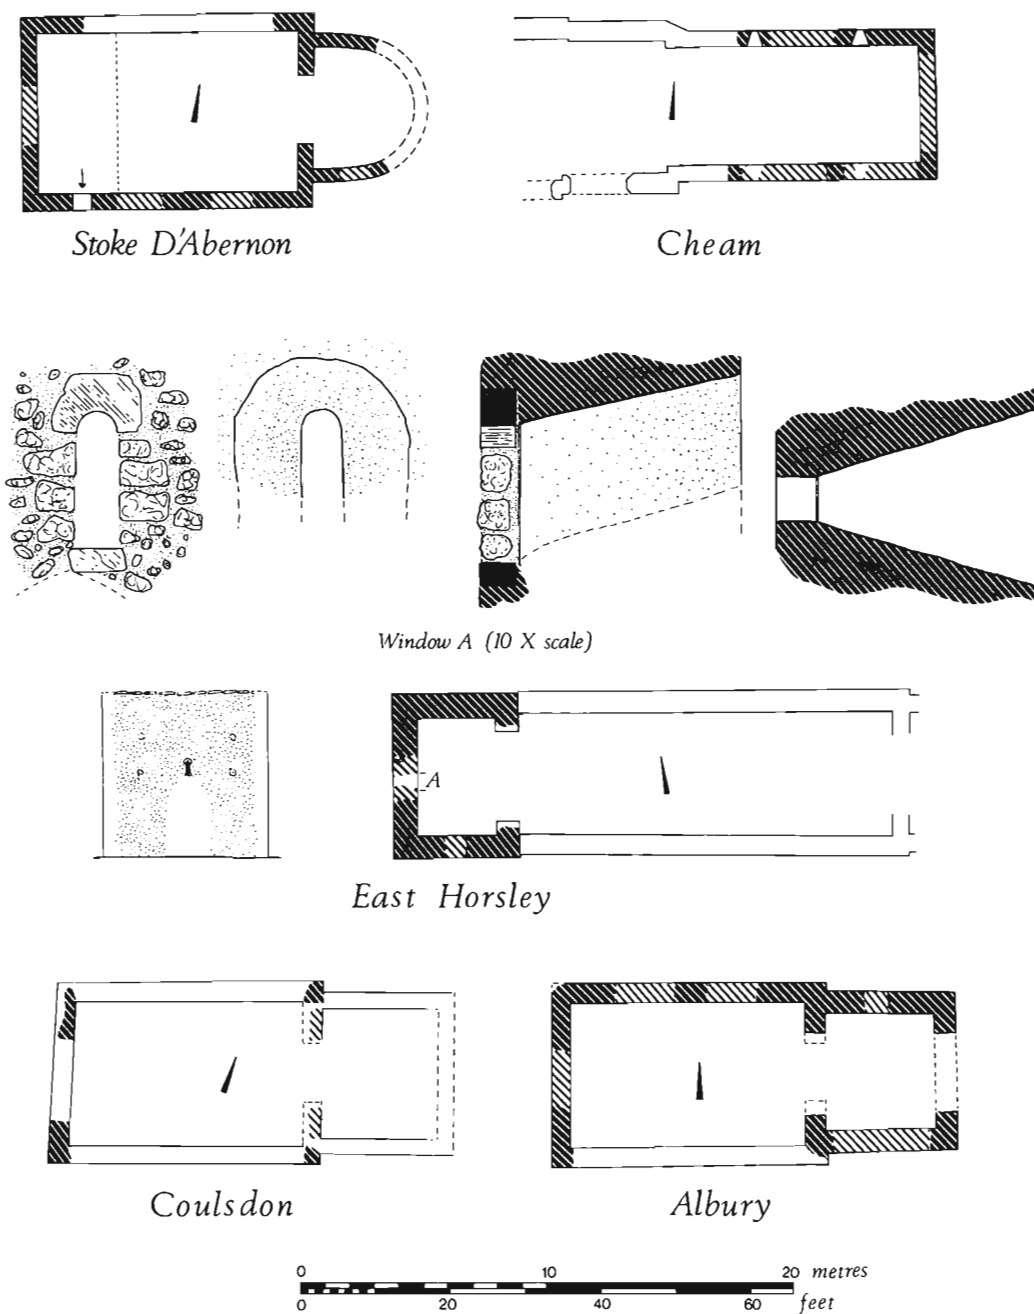 Stoke D'Abernon
Cheam
Window A (10 X scale)
A
East Horsley
Coulsdon
Albury
0 10 20 metres
0 20 40 60 feet